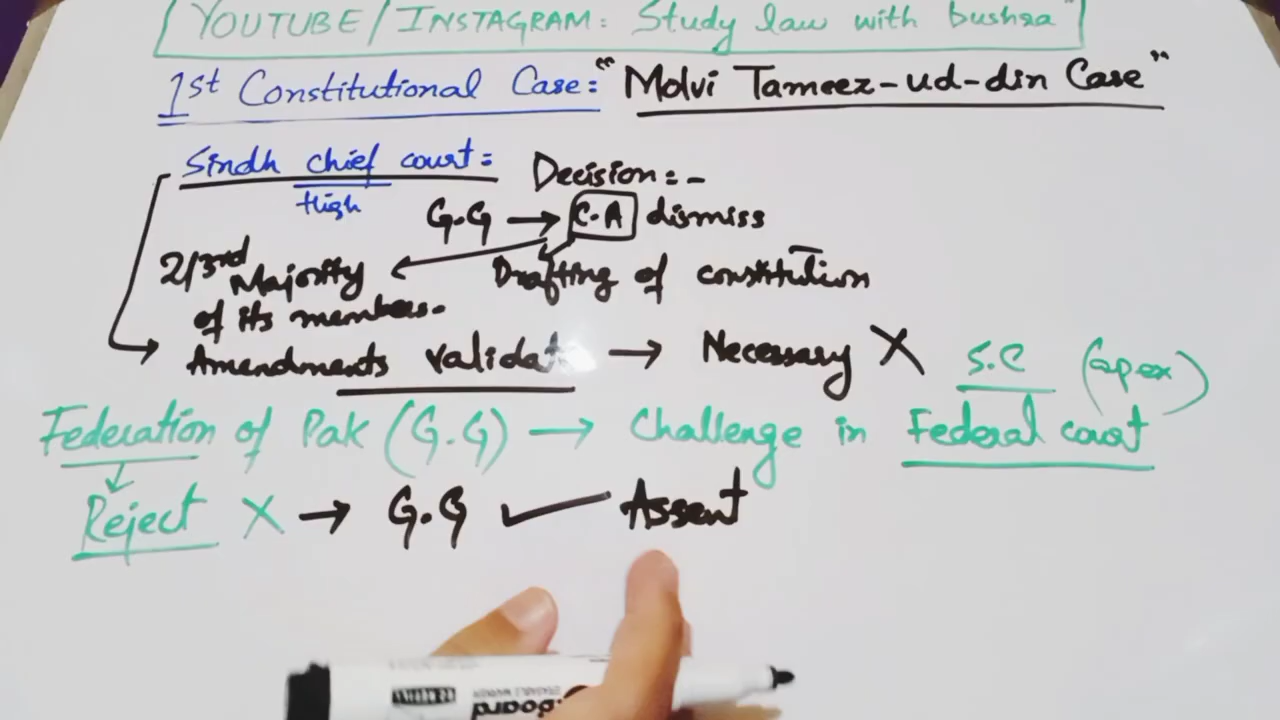 YOUTUBE/INSTAGRAM: Study law with bushra
1st Constitutional Case:- "Molvi Tameez-ud-din Case"
Sindh chief court:
High
Decision:-
G.G → C.A dismiss
2/3rd Majority of its members.
Drafting of constitution
Amendments validate → Necessary X
S.C (apex)
Federation of Pak (G.G) → Challenge in Federal court
Reject X → G.G ✓ Assent
board